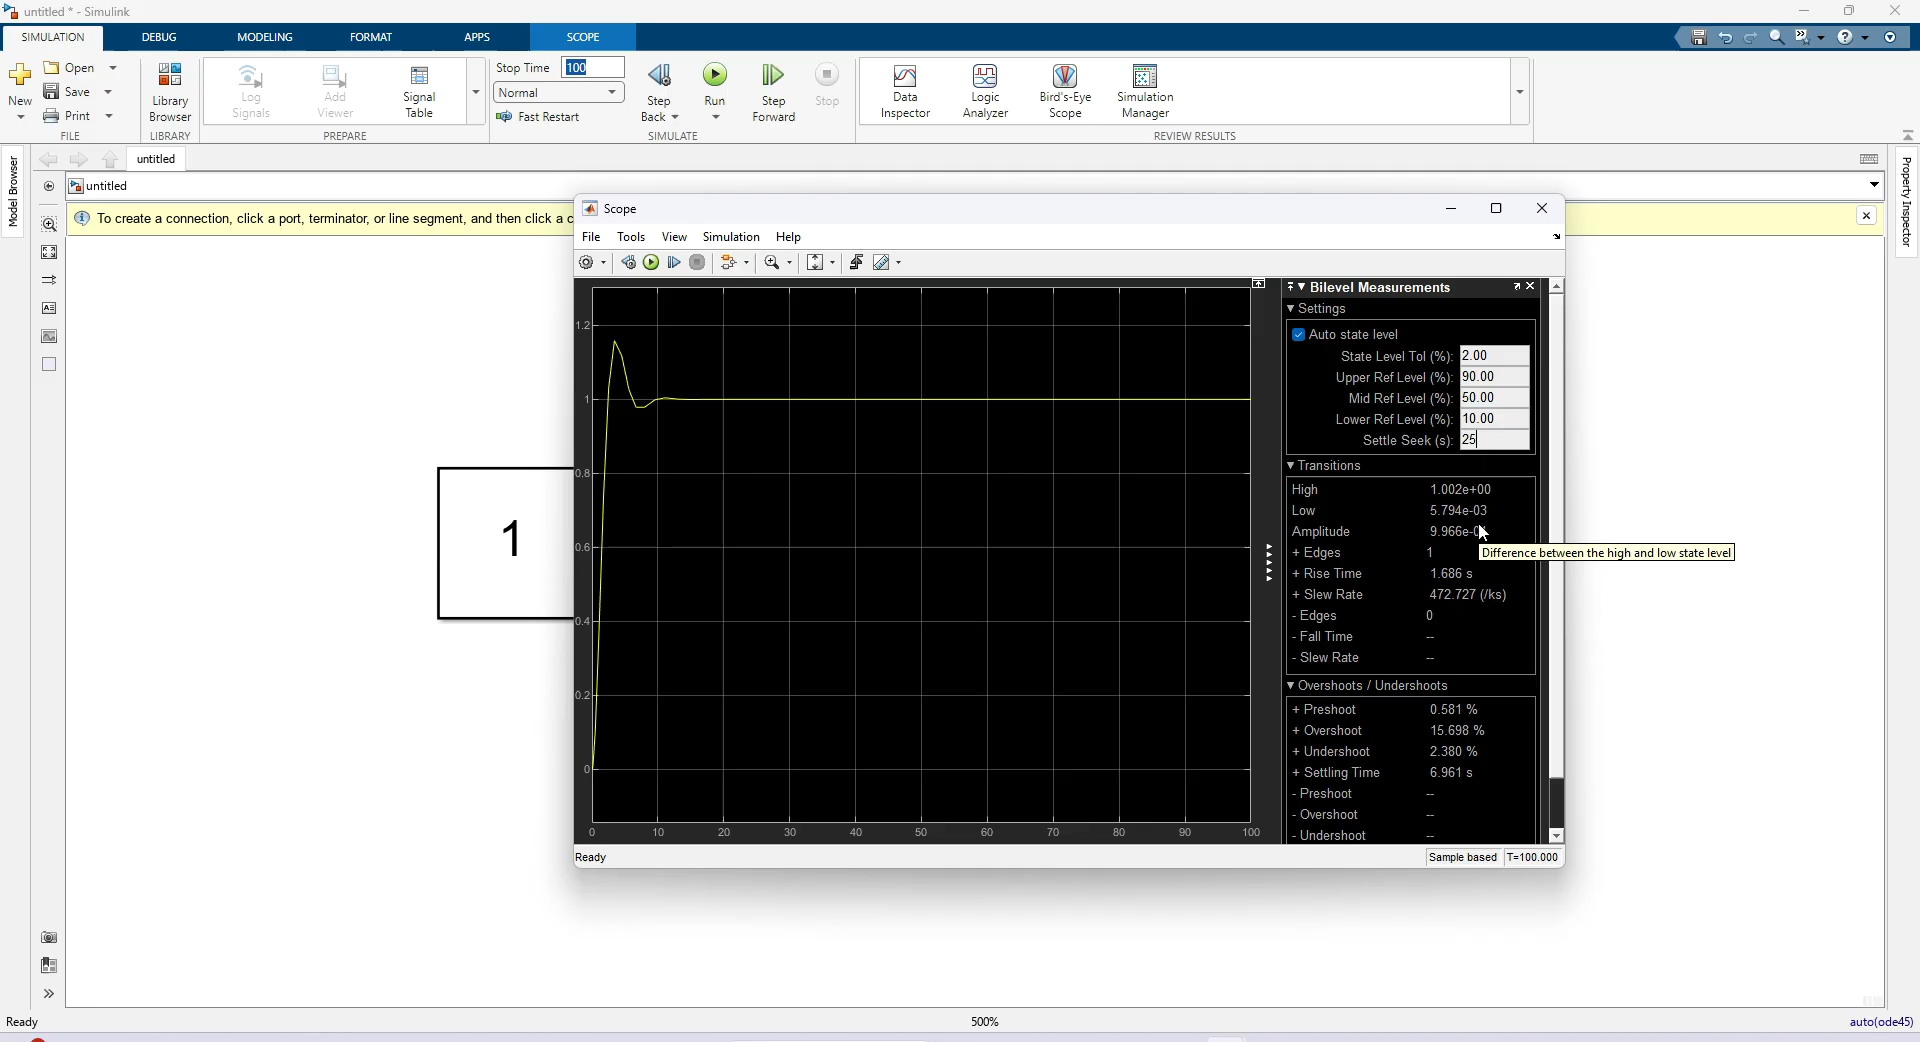 untitled * - Simulink
SIMULATION DEBUG MODELING FORMAT APPS SCOPE
New
Open
Save
Print
FILE
Library Browser
LIBRARY
Log Signals
Add Viewer
Signal Table
PREPARE
Stop Time 100
Normal
Fast Restart
Step Back
Run
Step Forward
Stop
SIMULATE
Data Inspector
Logic Analyzer
Bird's-Eye Scope
Simulation Manager
REVIEW RESULTS
Model Browser
untitled
untitled
Property Inspector
To create a connection, click a port, terminator, or line segment, and then click a c
1
Scope
File Tools View Simulation Help
1.2
1
0.8
0.6
0.4
0.2
0
0 10 20 30 40 50 60 70 80 90 100
Bilevel Measurements
Settings
Auto state level
State Level Tol (%): 2.00
Upper Ref Level (%): 90.00
Mid Ref Level (%): 50.00
Lower Ref Level (%): 10.00
Settle Seek (s): 25
Transitions
High 1.002e+00
Low 5.794e-03
Amplitude 9.966e-0
+ Edges 1
Difference between the high and low state level
+ Rise Time 1.686 s
+ Slew Rate 472.727 (/ks)
- Edges 0
- Fall Time --
- Slew Rate --
Overshoots / Undershoots
+ Preshoot 0.581 %
+ Overshoot 15.698 %
+ Undershoot 2.380 %
+ Settling Time 6.961 s
- Preshoot --
- Overshoot --
- Undershoot --
Ready
Sample based T=100.000
Ready
500%
auto(ode45)